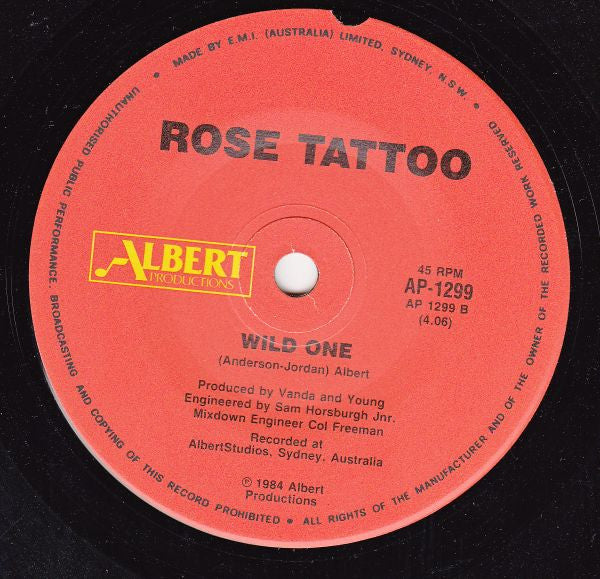 MADE BY E.M.I. (AUSTRALIA) LIMITED, SYDNEY, N.S.W. •
ROSE TATTOO
ALBERT
PRODUCTIONS
45 RPM
AP-1299
AP 1299 B
(4.06)
WiLD ONE
(Anderson-Jordan) Albert
Produced by Vanda and Young
Engineered by Sam Horsburgh Jnr.
Mixdown Engineer Col Freeman
Recorded at
AlbertStudios, Sydney. Australia
℗ 1984 Albert
Productions
• UNAUTHORISED PUBLIC PERFORMANCE, BROADCASTING AND COPYING OF THIS RECORD PROHIBITED • ALL RIGHTS OF THE MANUFACTURER AND OF THE OWNER OF THE RECORDED WORK RESERVED